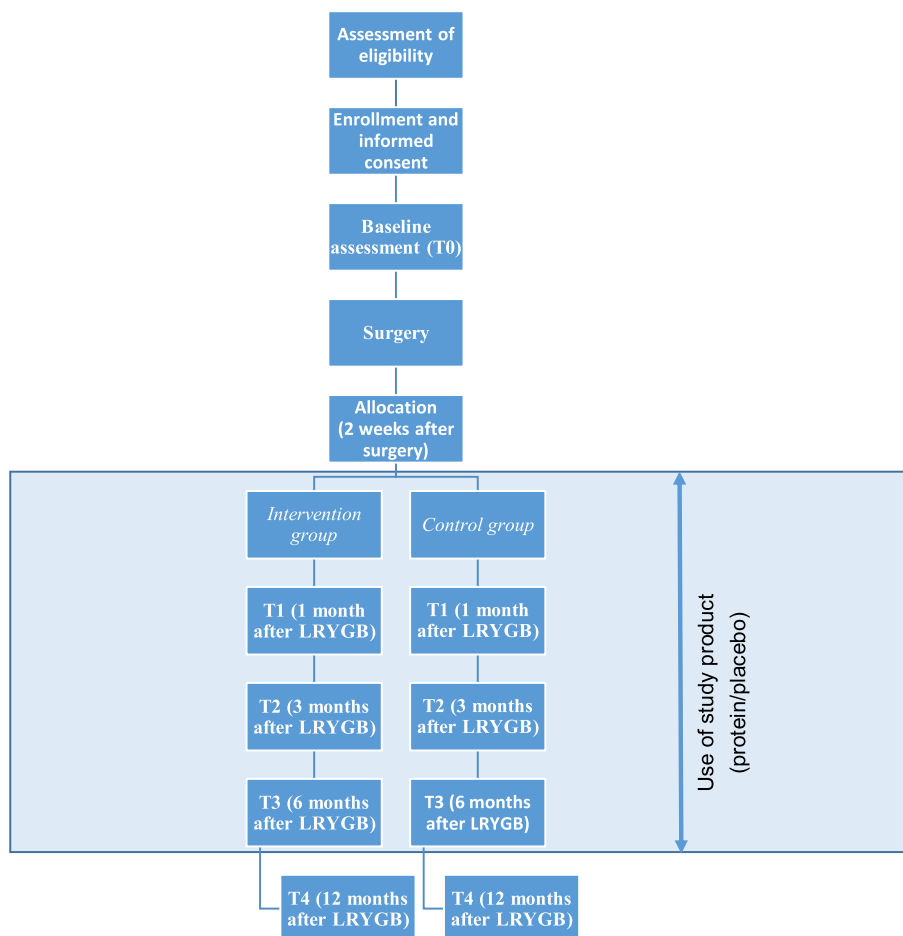 Assessment of
eligibility
Enrollment and
informed
consent
Baseline
assessment (T0)
Surgery
Allocation
(2 weeks after
surgery)
Intervention
group
Control group
T1 (1 month
after LRYGB)
T1 (1 month
after LRYGB)
T2 (3 months
after LRYGB)
T2 (3 months
after LRYGB)
T3 (6 months
after LRYGB)
T3 (6 months
after LRYGB)
T4 (12 months
after LRYGB)
T4 (12 months
after LRYGB)
Use of study product
(protein/placebo)